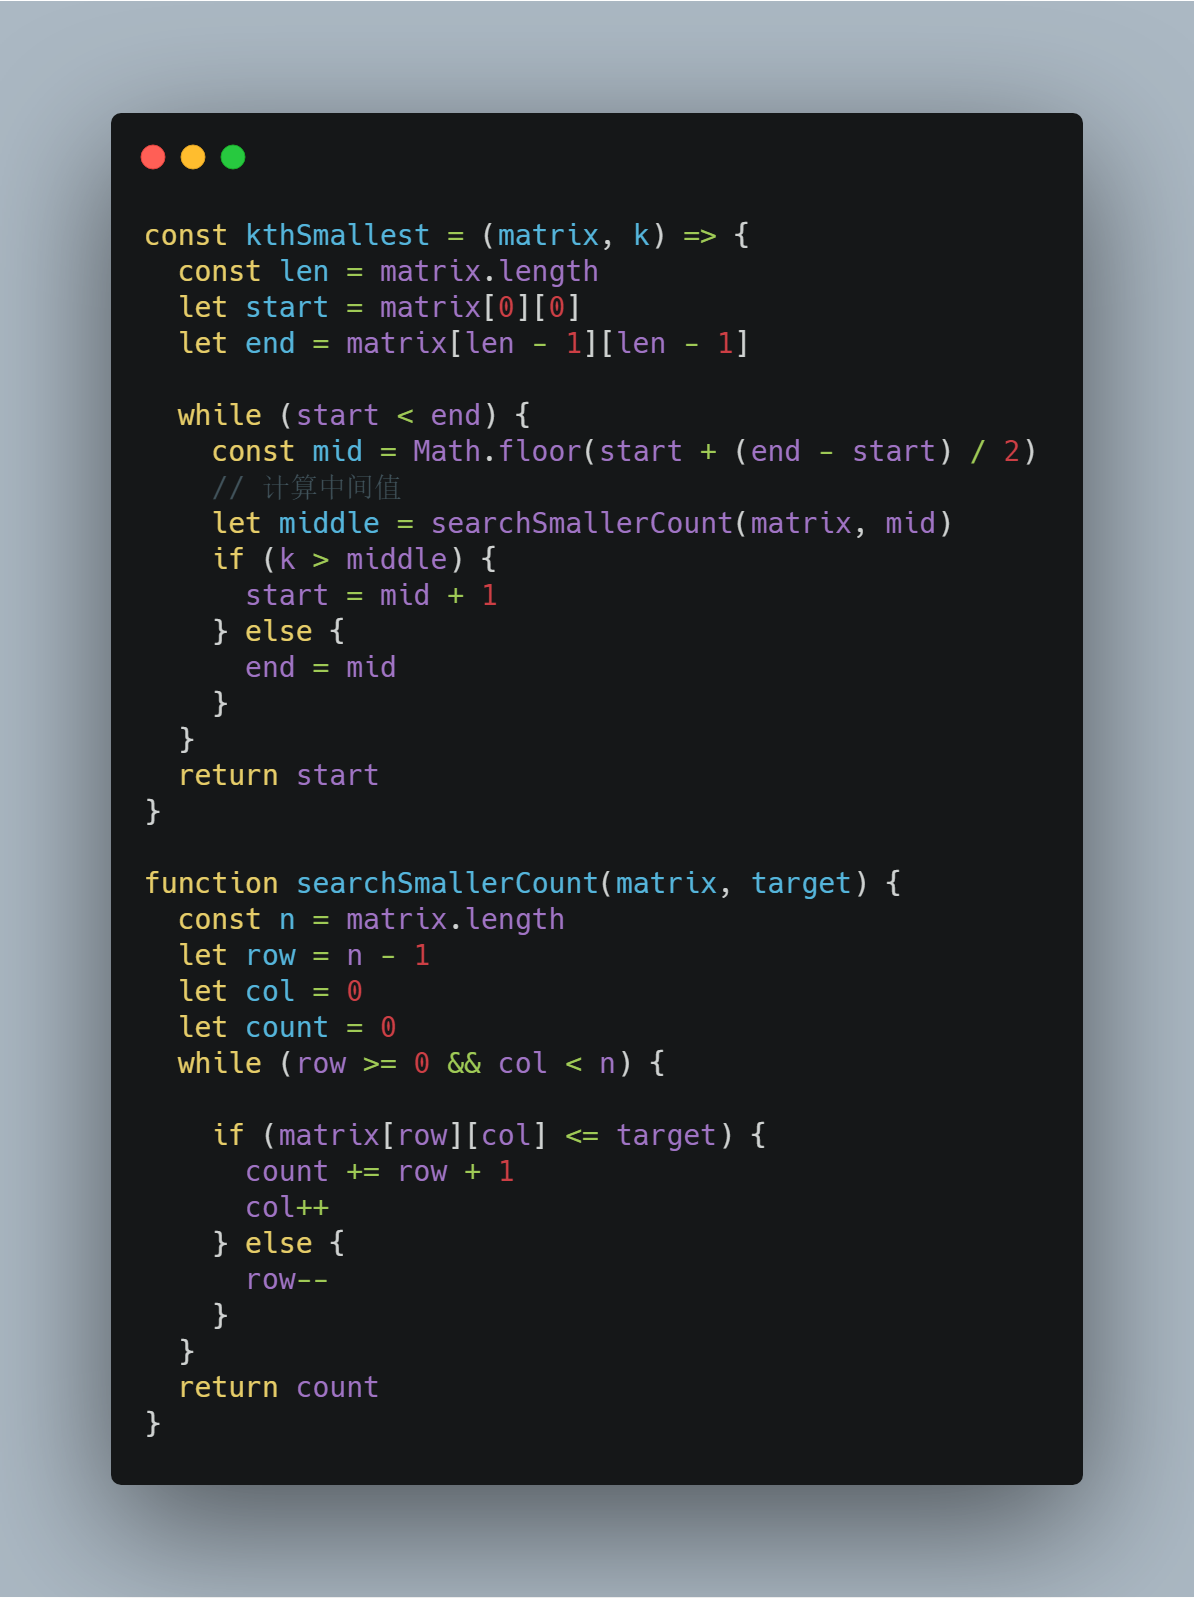 const kthSmallest = (matrix, k) => {
  const len = matrix.length
  let start = matrix[0][0]
  let end = matrix[len - 1][len - 1]

  while (start < end) {
    const mid = Math.floor(start + (end - start) / 2)
    // 计算中间值
    let middle = searchSmallerCount(matrix, mid)
    if (k > middle) {
      start = mid + 1
    } else {
      end = mid
    }
  }
  return start
}

function searchSmallerCount(matrix, target) {
  const n = matrix.length
  let row = n - 1
  let col = 0
  let count = 0
  while (row >= 0 && col < n) {

    if (matrix[row][col] <= target) {
      count += row + 1
      col++
    } else {
      row--
    }
  }
  return count
}